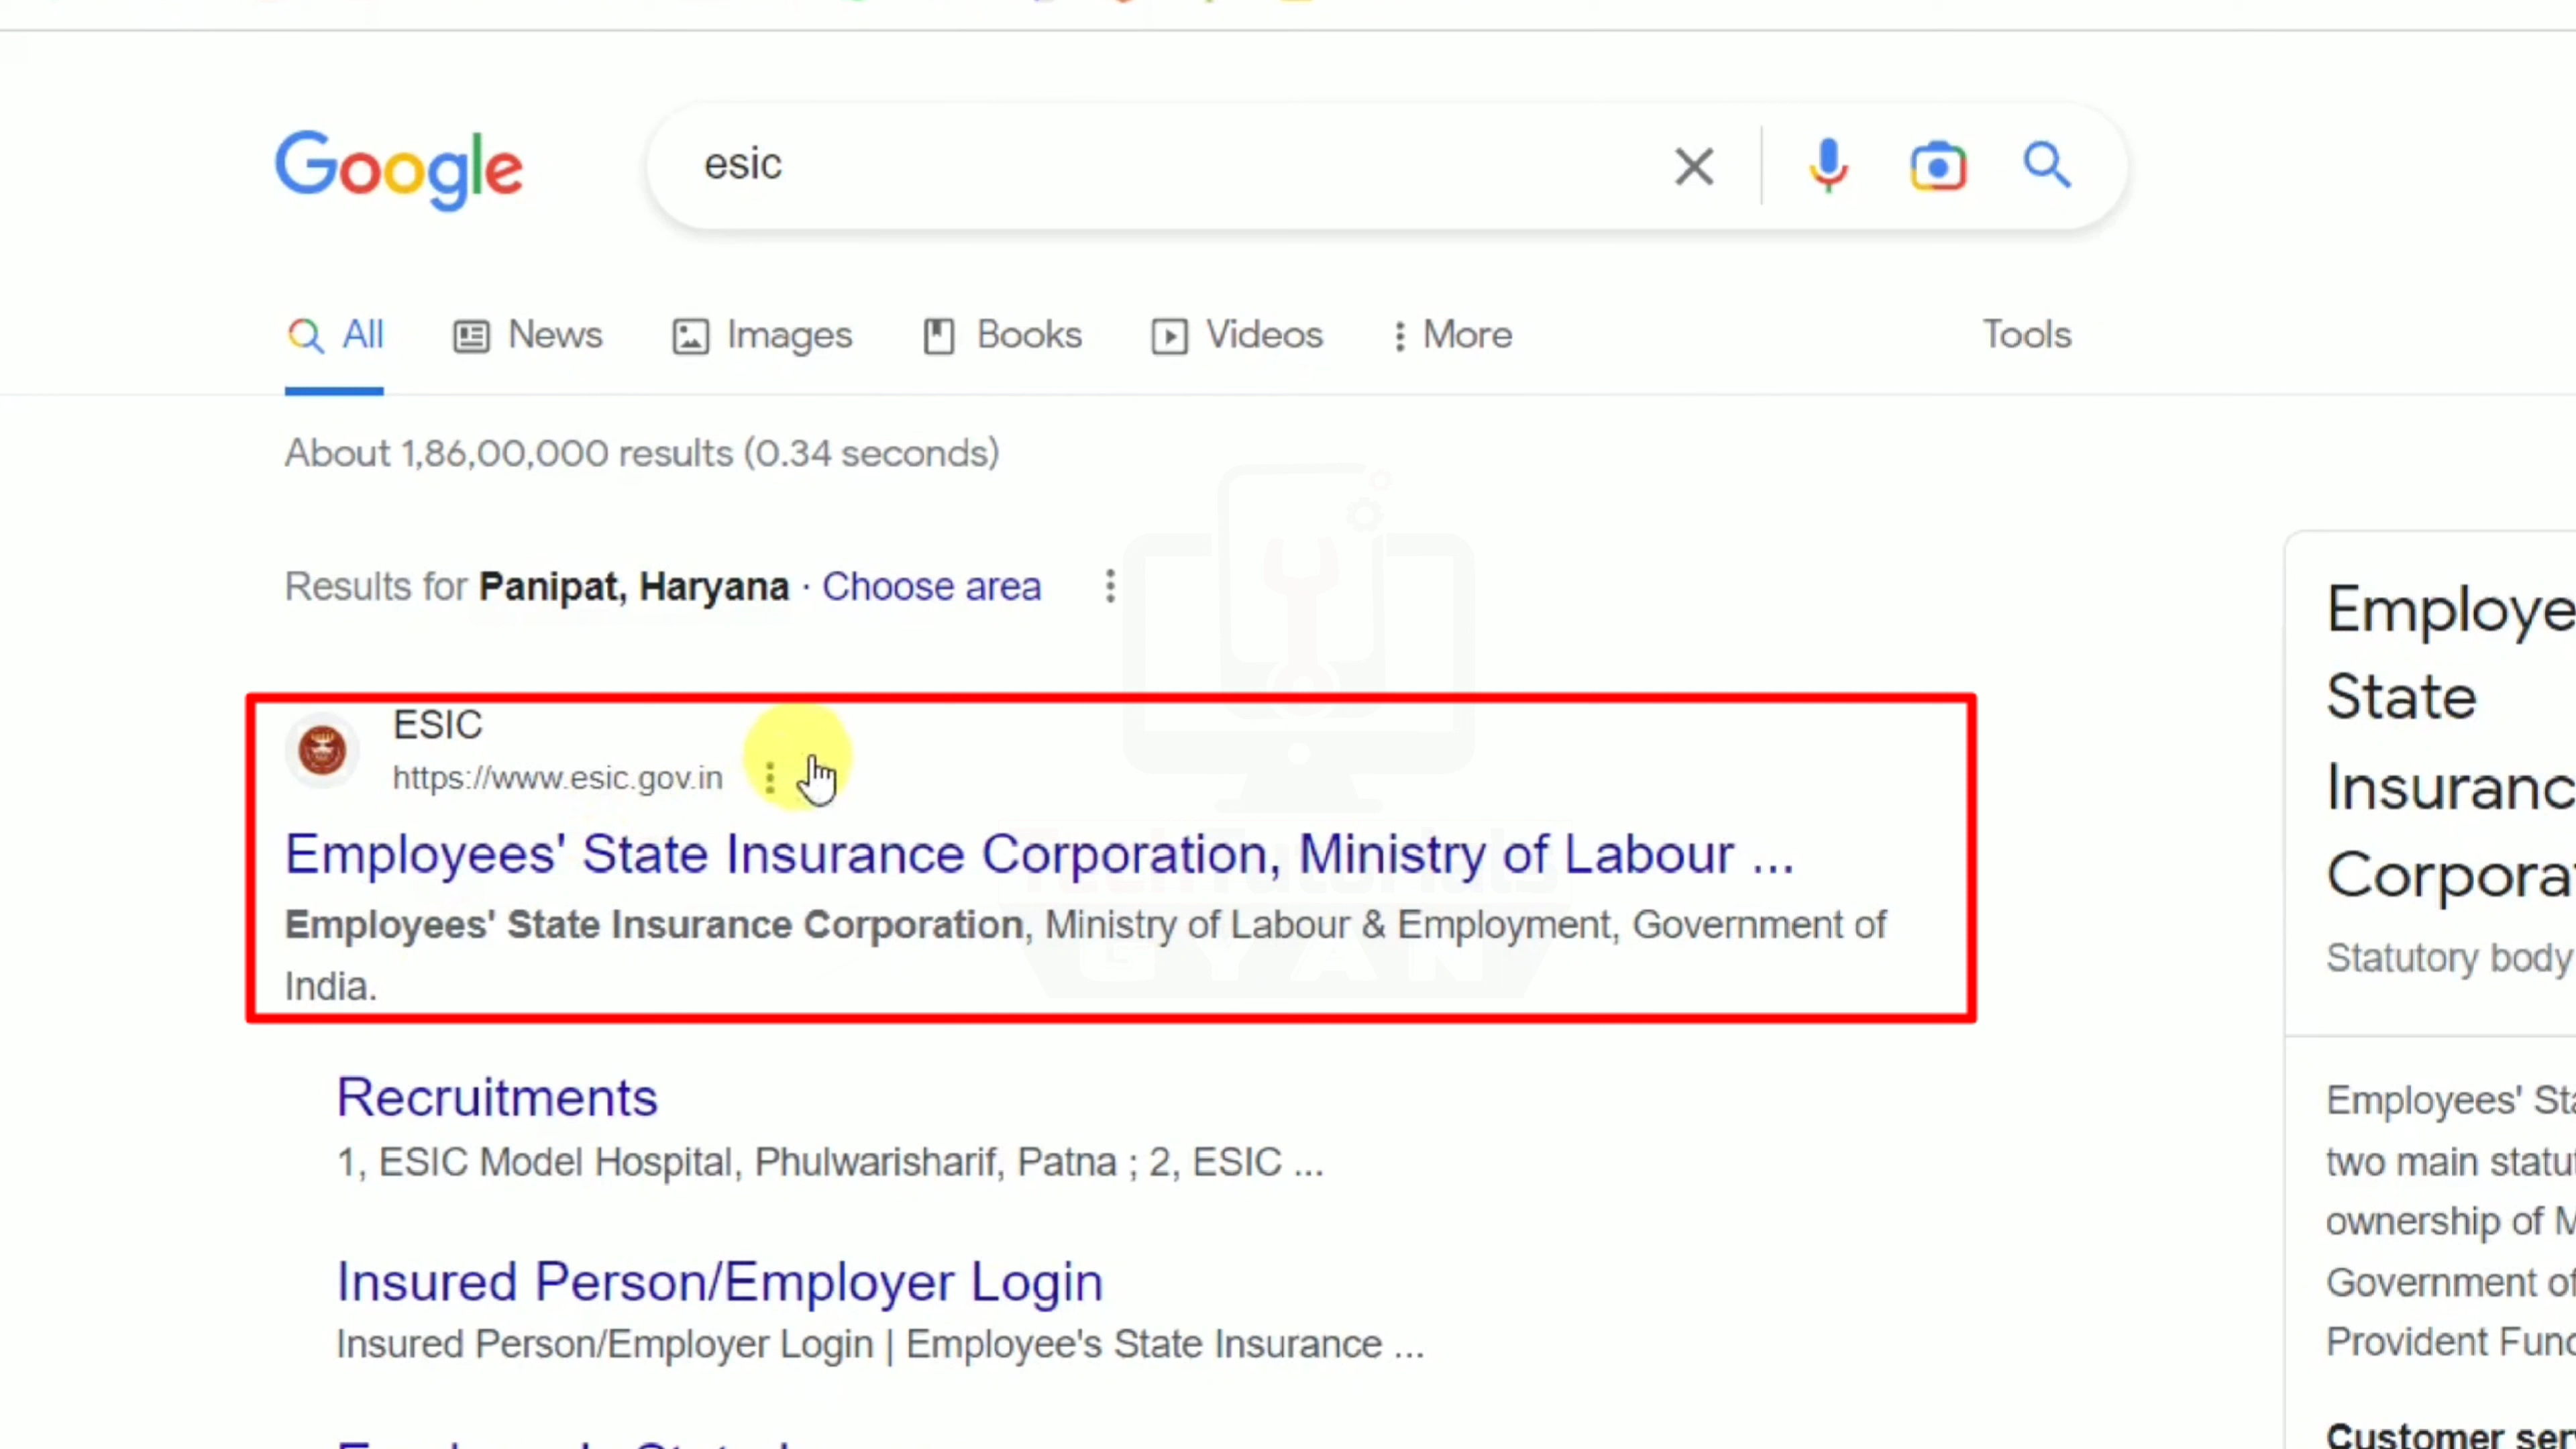 Google
esic
All
News
Images
Books
Videos
More
Tools
About 1,86,00,000 results (0.34 seconds)
Results for Panipat, Haryana · Choose area
ESIC
https://www.esic.gov.in
Employees' State Insurance Corporation, Ministry of Labour ...
Employees' State Insurance Corporation, Ministry of Labour & Employment, Government of
India.
Recruitments
1, ESIC Model Hospital, Phulwarisharif, Patna ; 2, ESIC ...
Insured Person/Employer Login
Insured Person/Employer Login | Employee's State Insurance ...
Employe
State
Insuranc
Corpora
Statutory body
Employees' Sta
two main statut
ownership of M
Government of
Provident Fund
Customer ser
GYAN